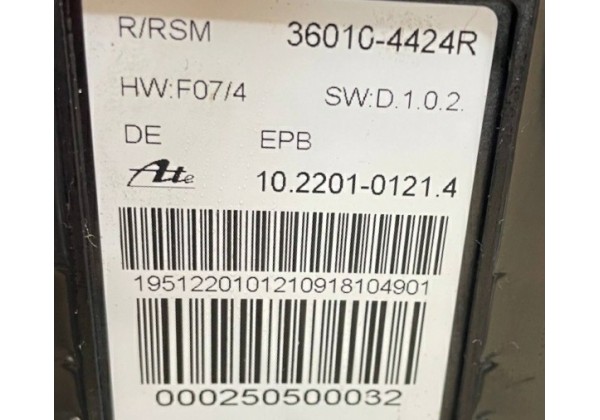 R/RSM 36010-4424R
HW:F07/4 SW:D.1.0.2.
DE EPB
Ate 10.2201-0121.4
1951220101210918104901
000250500032